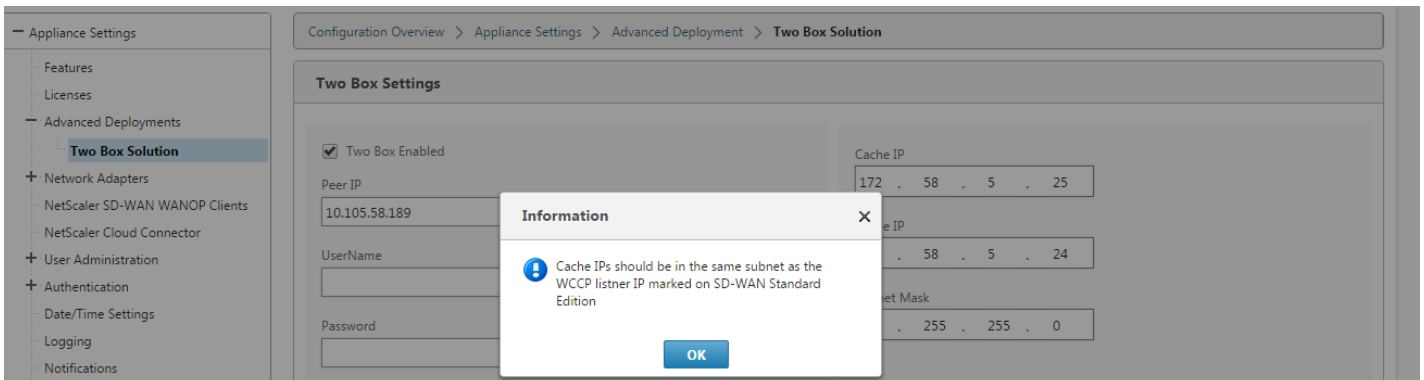 Appliance Settings
Features
Licenses
Advanced Deployments
Two Box Solution
Network Adapters
NetScaler SD-WAN WANOP Clients
NetScaler Cloud Connector
User Administration
Authentication
Date/Time Settings
Logging
Notifications
Configuration Overview > Appliance Settings > Advanced Deployment > Two Box Solution
Two Box Settings
Two Box Enabled
Peer IP
10.105.58.189
UserName
Password
Cache IP
172 . 58 . 5 . 25
e IP
. 58 . 5 . 24
et Mask
. 255 . 255 . 0
Information
Cache IPs should be in the same subnet as the
WCCP listner IP marked on SD-WAN Standard
Edition
OK